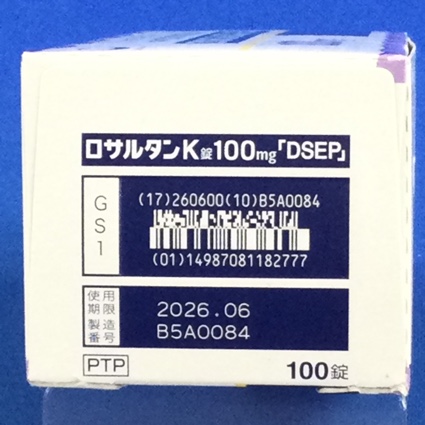 ロサルタンK錠100mg「DSEP」
GS1
(17)260600(10)B5A0084
(01)14987081182777
使用期限 2026.06
製造番号 B5A0084
PTP 100錠